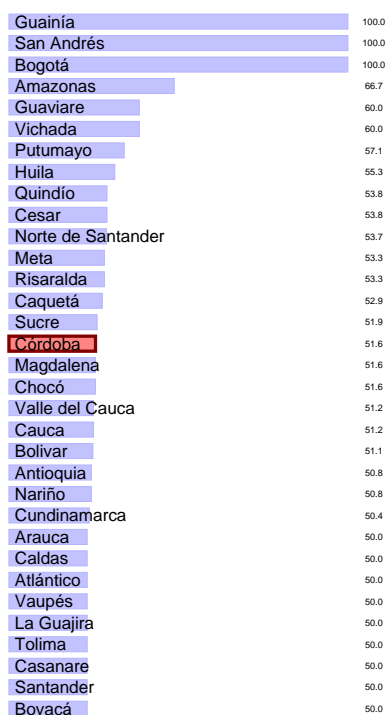 Guainía 100.0
San Andrés 100.0
Bogotá 100.0
Amazonas 66.7
Guaviare 60.0
Vichada 60.0
Putumayo 57.1
Huila 55.3
Quindío 53.8
Cesar 53.8
Norte de Santander 53.7
Meta 53.3
Risaralda 53.3
Caquetá 52.9
Sucre 51.9
Córdoba 51.6
Magdalena 51.6
Chocó 51.6
Valle del Cauca 51.2
Cauca 51.2
Bolivar 51.1
Antioquia 50.8
Nariño 50.8
Cundinamarca 50.4
Arauca 50.0
Caldas 50.0
Atlántico 50.0
Vaupés 50.0
La Guajira 50.0
Tolima 50.0
Casanare 50.0
Santander 50.0
Boyacá 50.0